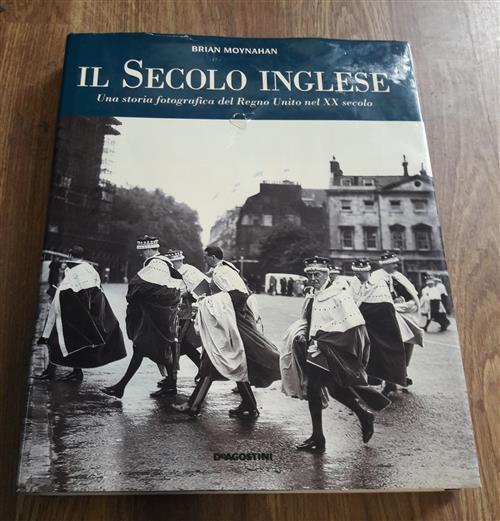 BRIAN MOYNAHAN
IL SECOLO INGLESE
Una storia fotografica del Regno Unito nel XX secolo
DEAGOSTINI